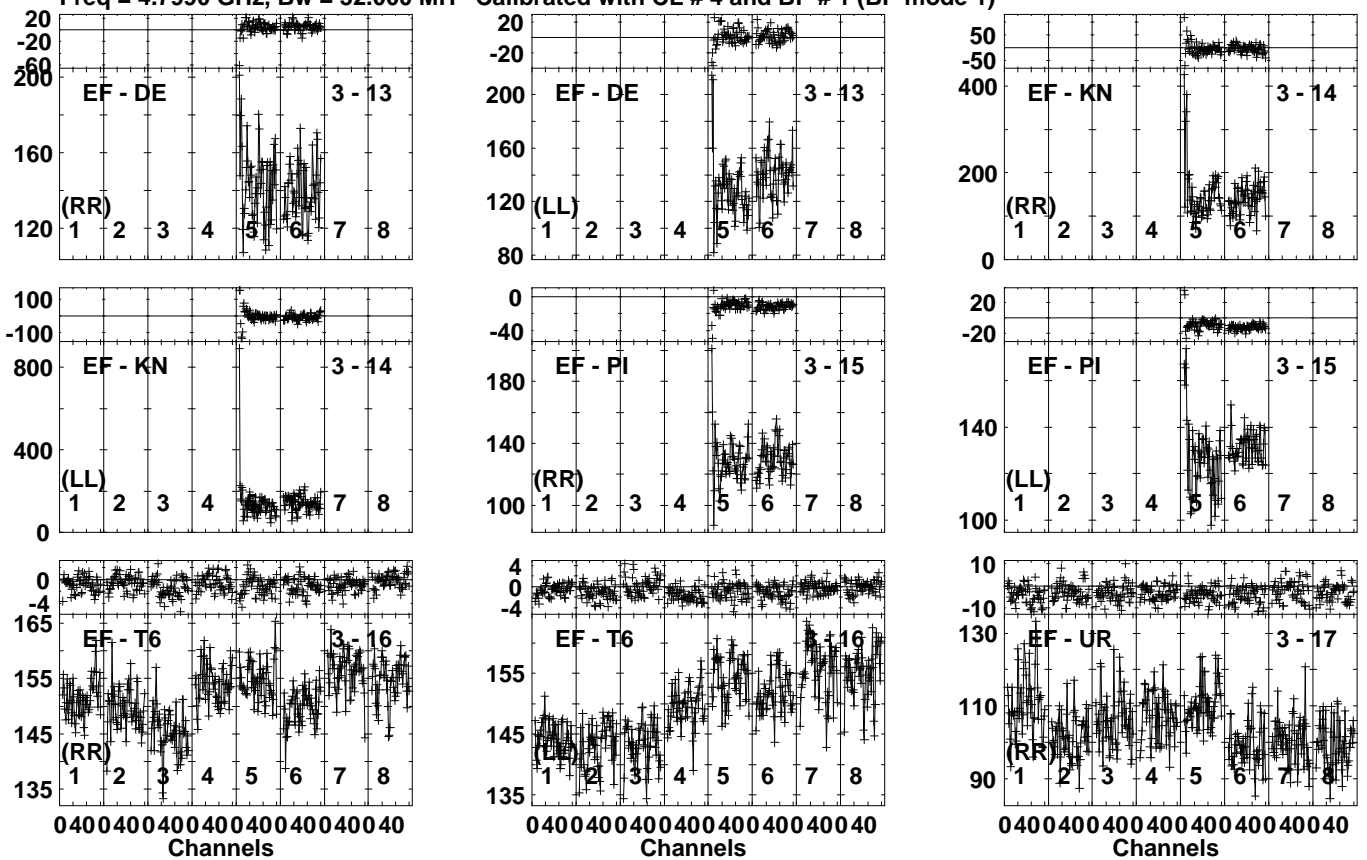 Freq = 4.7990 GHz, Bw = 32.000 MH Calibrated with CL # 4 and BP # 1 (BP mode 1)
20
-20
-60
200
160
120
EF - DE 3 - 13
(RR)
1 2 3 4 5 6 7 8
20
-20
200
160
120
80
EF - DE 3 - 13
(LL)
1 2 3 4 5 6 7 8
50
-50
400
200
0
EF - KN 3 - 14
(RR)
1 2 3 4 5 6 7 8
100
-100
800
400
0
EF - KN 3 - 14
(LL)
1 2 3 4 5 6 7 8
0
-40
180
140
100
EF - PI 3 - 15
(RR)
1 2 3 4 5 6 7 8
20
-20
140
100
EF - PI 3 - 15
(LL)
1 2 3 4 5 6 7 8
0
-4
165
155
145
135
EF - T6 3 - 16
(RR)
1 2 3 4 5 6 7 8
0 40 0 40 0 40 0 40 0 40 0 40 0 40 0 40
Channels
4
0
-4
155
145
135
EF - T6 3 - 16
(LL)
1 2 3 4 5 6 7 8
0 40 0 40 0 40 0 40 0 40 0 40 0 40 0 40
Channels
10
-10
130
110
90
EF - UR 3 - 17
(RR)
1 2 3 4 5 6 7 8
0 40 0 40 0 40 0 40 0 40 0 40 0 40 0 40
Channels